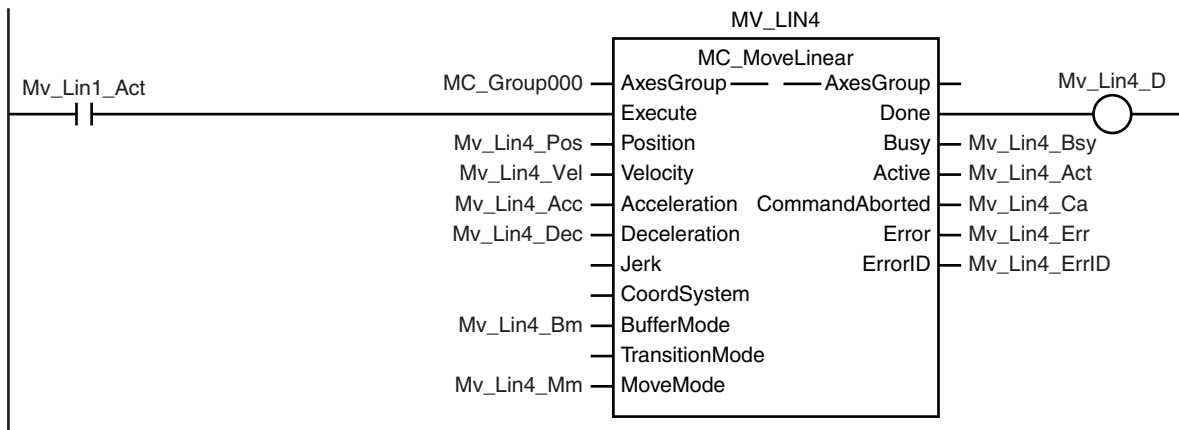 MV_LIN4
MC_MoveLinear
Mv_Lin1_Act
MC_Group000 AxesGroup AxesGroup Mv_Lin4_D
Execute Done
Mv_Lin4_Pos Position Busy Mv_Lin4_Bsy
Mv_Lin4_Vel Velocity Active Mv_Lin4_Act
Mv_Lin4_Acc Acceleration CommandAborted Mv_Lin4_Ca
Mv_Lin4_Dec Deceleration Error Mv_Lin4_Err
Jerk ErrorID Mv_Lin4_ErrID
CoordSystem
Mv_Lin4_Bm BufferMode
TransitionMode
Mv_Lin4_Mm MoveMode